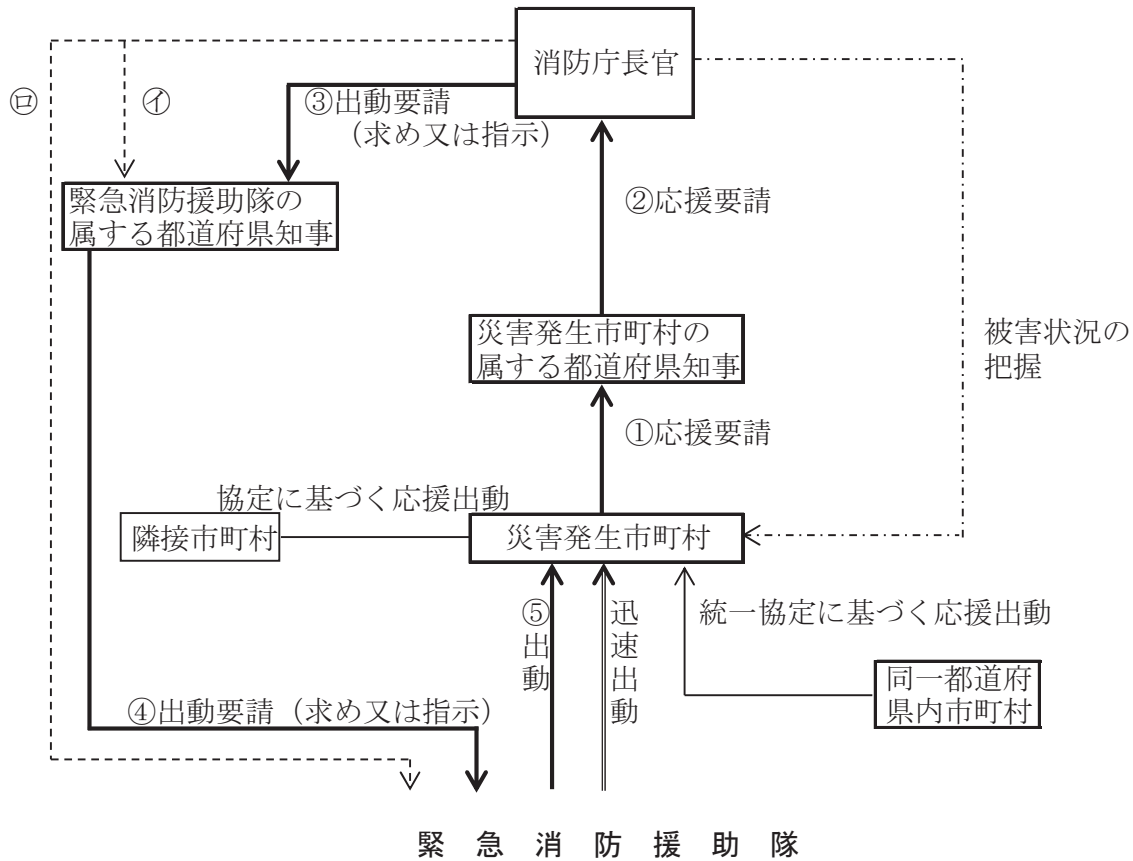 消防庁長官
㋺
㋑
③出動要請
（求め又は指示）
緊急消防援助隊の
属する都道府県知事
②応援要請
災害発生市町村の
属する都道府県知事
被害状況の
把握
①応援要請
協定に基づく応援出動
隣接市町村
災害発生市町村
⑤出動
迅速出動
統一協定に基づく応援出動
同一都道府
県内市町村
④出動要請（求め又は指示）
緊急消防援助隊